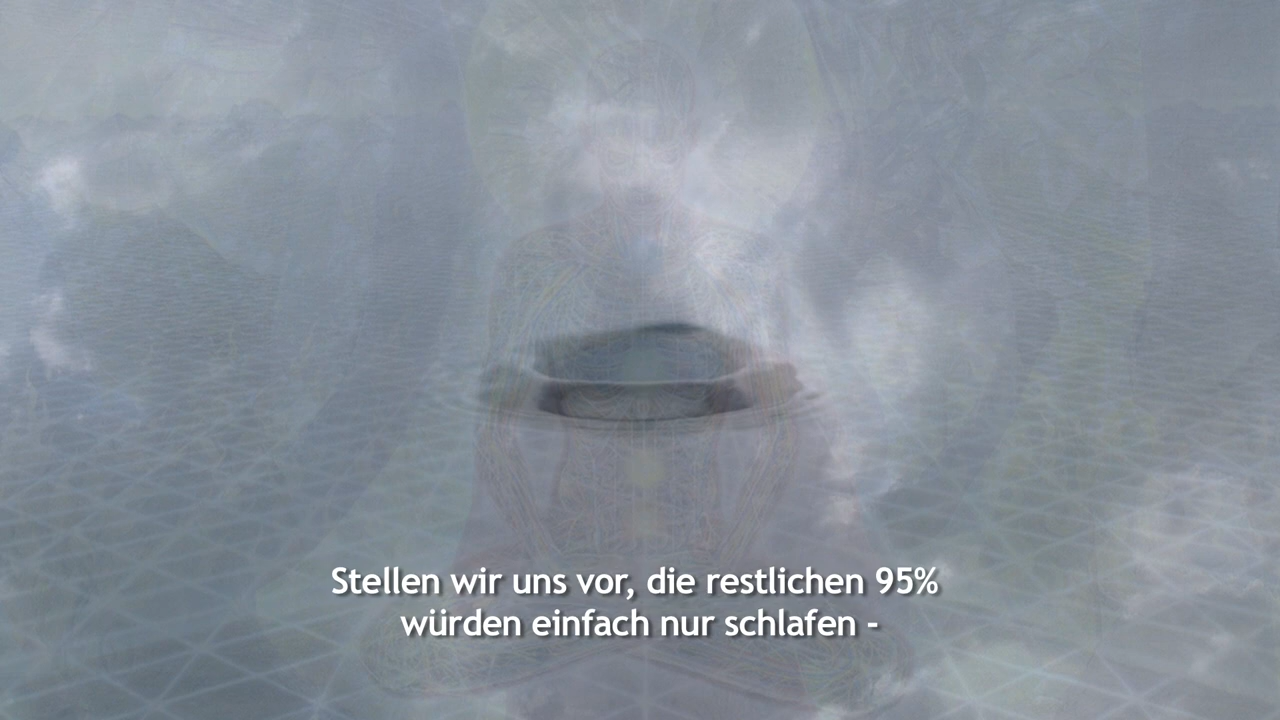 Stellen wir uns vor, die restlichen 95%
würden einfach nur schlafen -